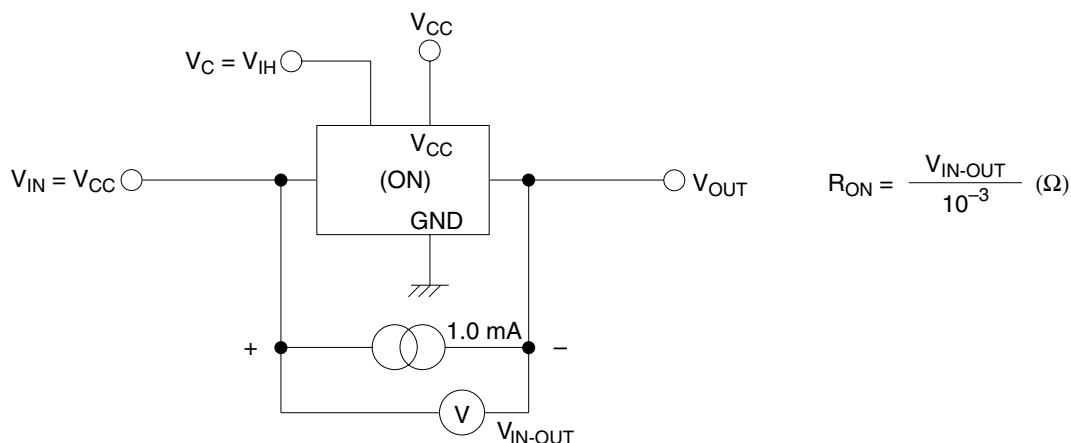 VCC
VC = VIH
VCC
VIN = VCC
(ON)
VOUT
RON = VIN-OUT / 10–3 (Ω)
GND
1.0 mA
+
–
V
VIN-OUT